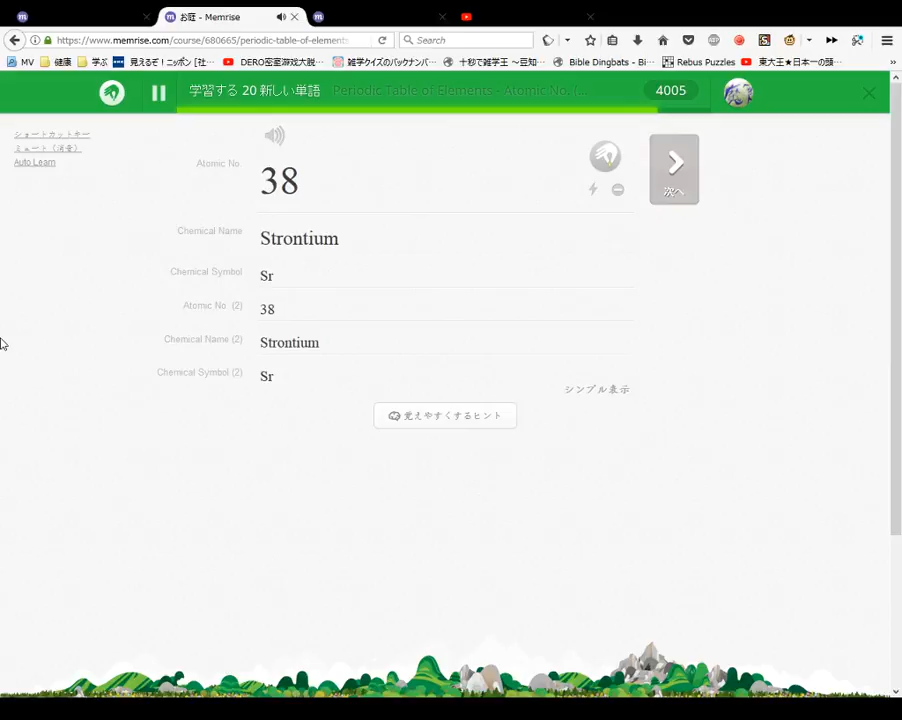 お庭 - Memrise
https://www.memrise.com/course/680665/periodic-table-of-elements
Search
MV
健康
学ぶ
見えるぞ！ニッポン [社…
DERO密室游戏大脱…
雑学クイズのバックナンバ…
十秒で雑学王 ～豆知…
Bible Dingbats - Bi…
Rebus Puzzles
東大王★日本一の頭…
学習する 20 新しい単語
Periodic Table of Elements - Atomic No. (…
4005
ショートカットキー
ミュート（消音）
Auto Learn
Atomic No.
38
次へ
Chemical Name
Strontium
Chemical Symbol
Sr
Atomic No. (2)
38
Chemical Name (2)
Strontium
Chemical Symbol (2)
Sr
シンプル表示
覚えやすくするヒント